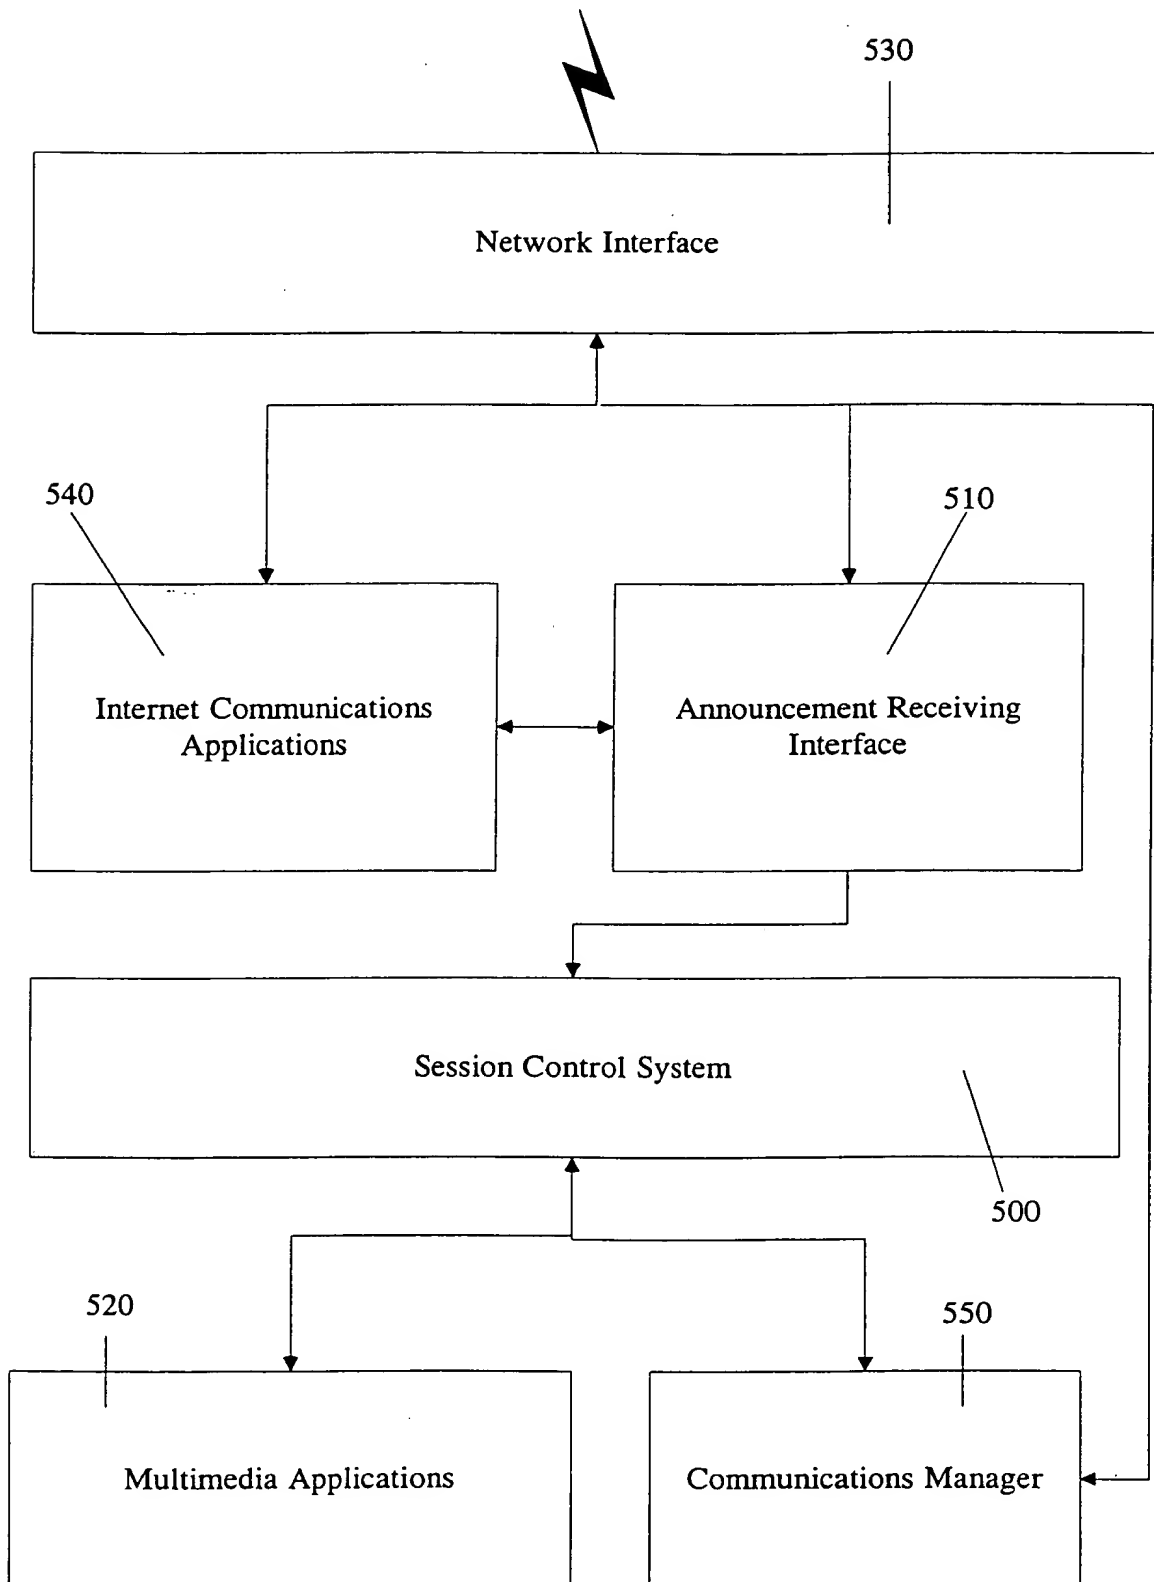 530
Network Interface
540
510
Internet Communications
Applications
Announcement Receiving
Interface
Session Control System
500
520
550
Multimedia Applications
Communications Manager